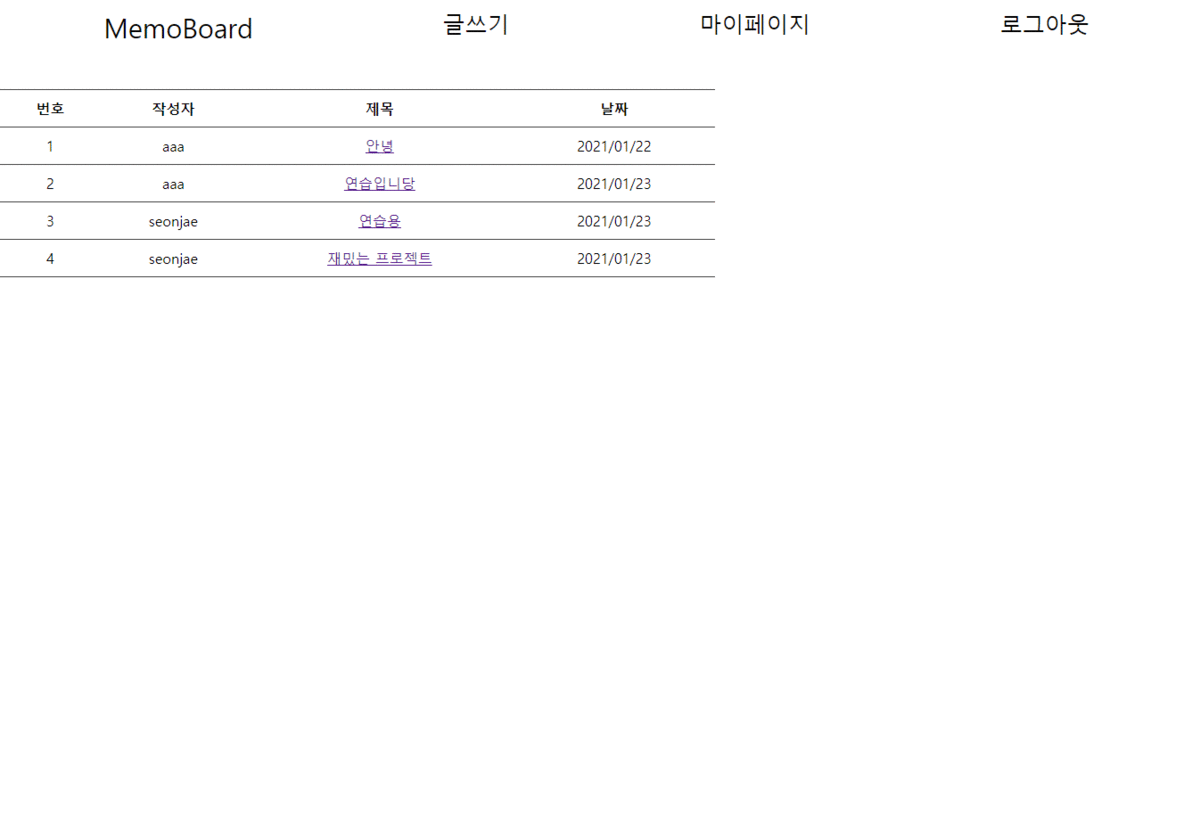 MemoBoard 글쓰기 마이페이지 로그아웃
번호 작성자 제목 날짜
1 aaa 안녕 2021/01/22
2 aaa 연습입니당 2021/01/23
3 seonjae 연습용 2021/01/23
4 seonjae 재밌는 프로젝트 2021/01/23